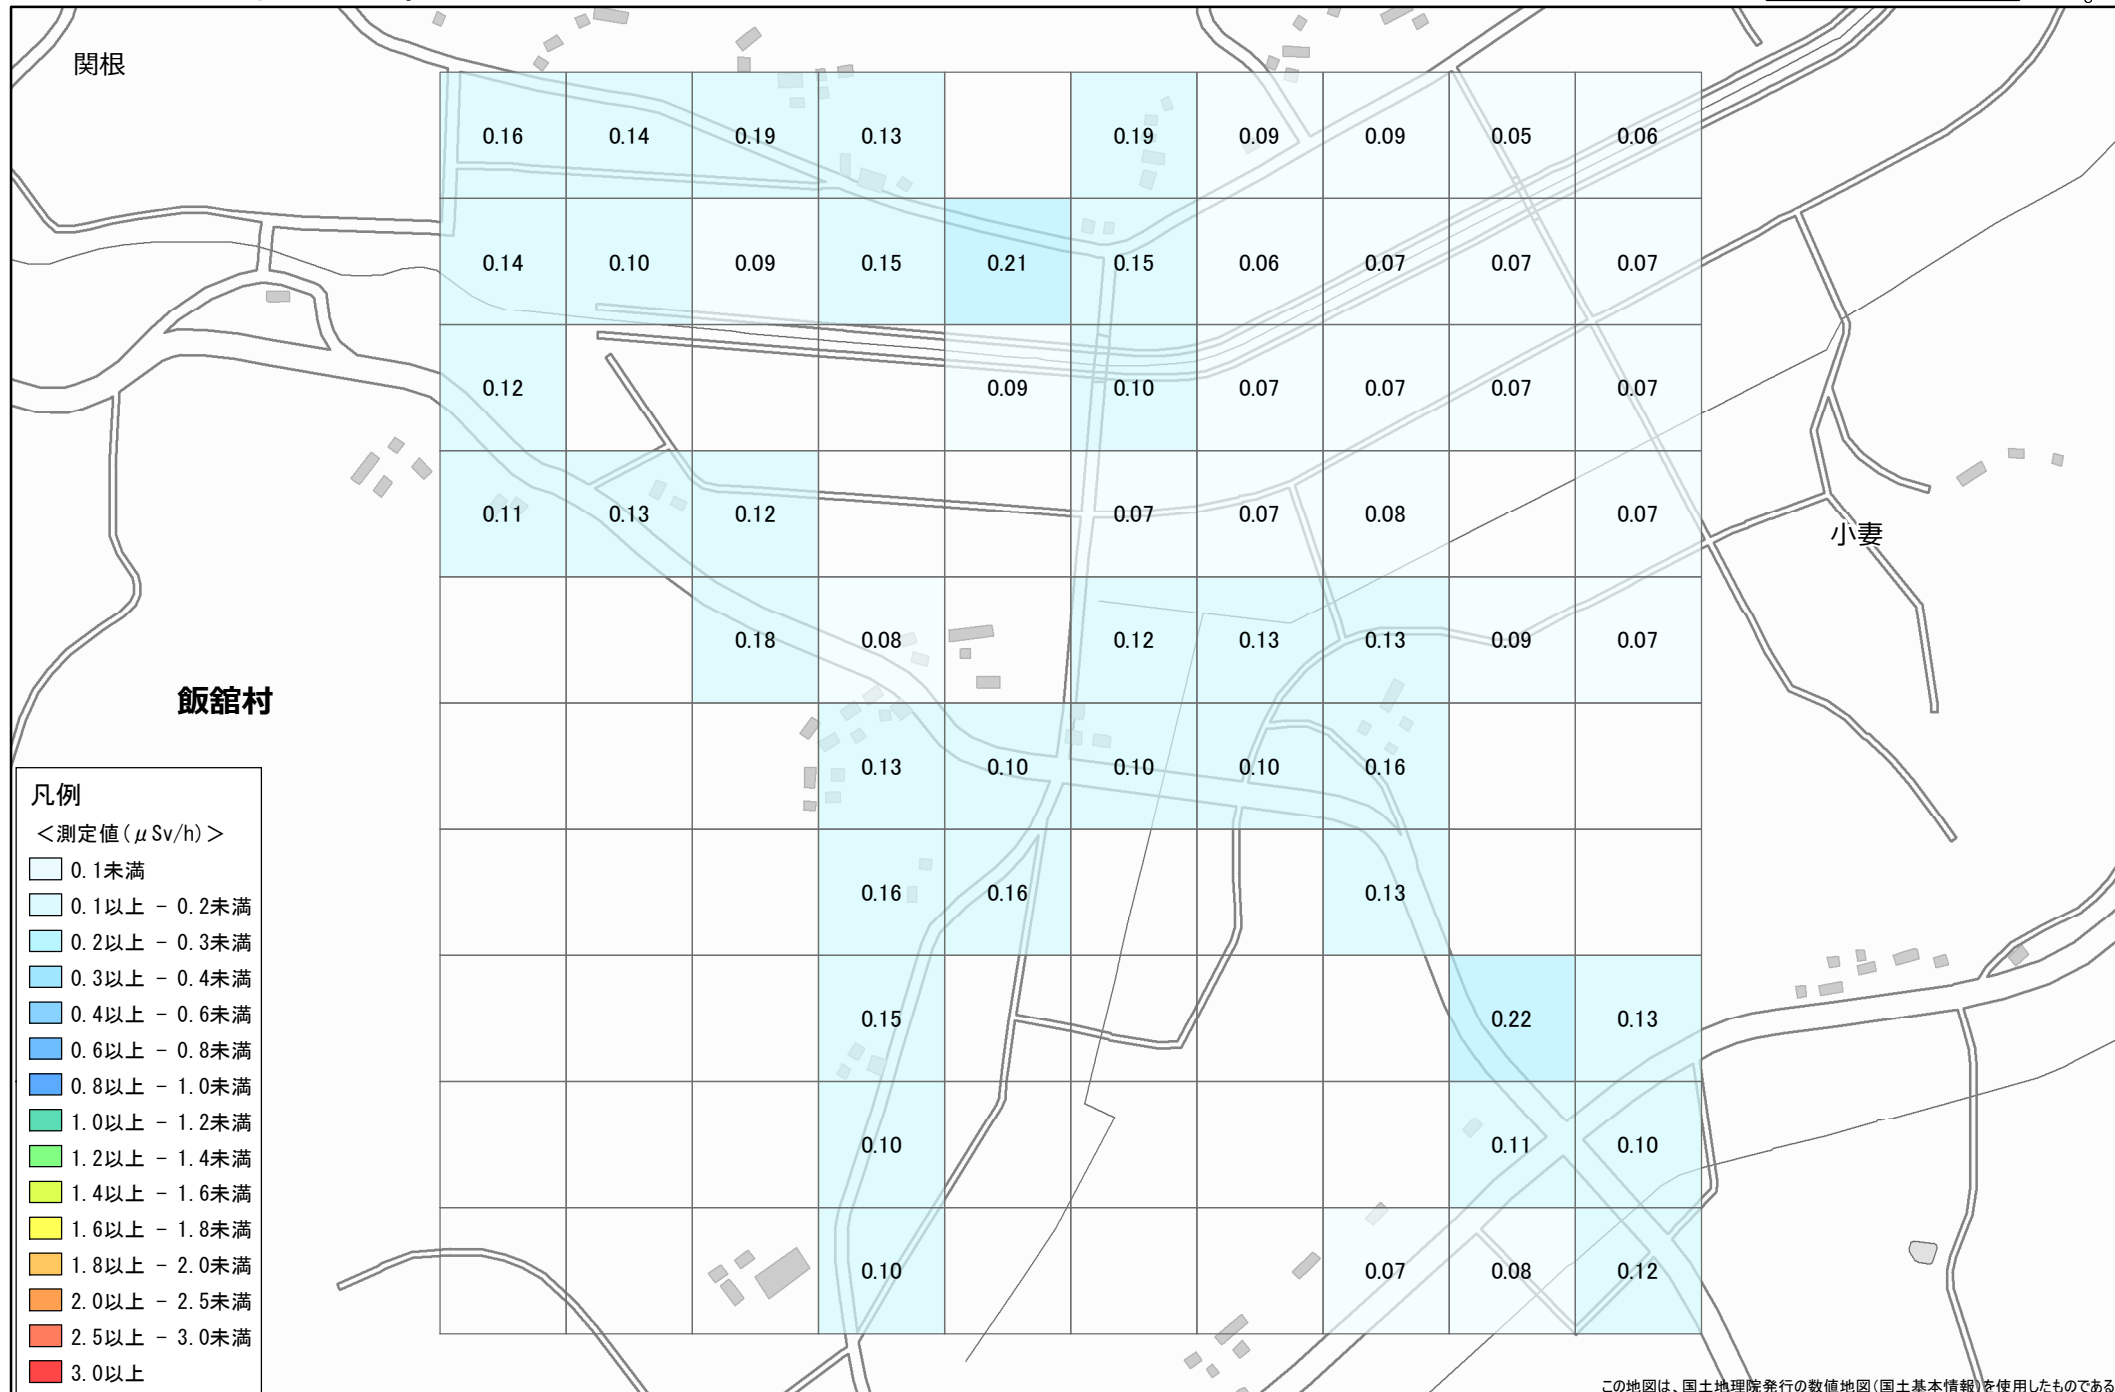 関根
0.16 0.14 0.19 0.13 0.19 0.09 0.09 0.05 0.06
0.14 0.10 0.09 0.15 0.21 0.15 0.06 0.07 0.07 0.07
0.12 0.09 0.10 0.07 0.07 0.07 0.07
0.11 0.13 0.12 0.07 0.07 0.08 0.07
小妻
0.18 0.08 0.12 0.13 0.13 0.09 0.07
飯舘村
0.13 0.10 0.10 0.10 0.16
0.16 0.16 0.13
0.15 0.22 0.13
0.10 0.11 0.10
0.10 0.07 0.08 0.12
凡例
＜測定値(μSv/h)＞
0.1未満
0.1以上 － 0.2未満
0.2以上 － 0.3未満
0.3以上 － 0.4未満
0.4以上 － 0.6未満
0.6以上 － 0.8未満
0.8以上 － 1.0未満
1.0以上 － 1.2未満
1.2以上 － 1.4未満
1.4以上 － 1.6未満
1.6以上 － 1.8未満
1.8以上 － 2.0未満
2.0以上 － 2.5未満
2.5以上 － 3.0未満
3.0以上
この地図は、国土地理院発行の数値地図(国土基本情報)を使用したものである